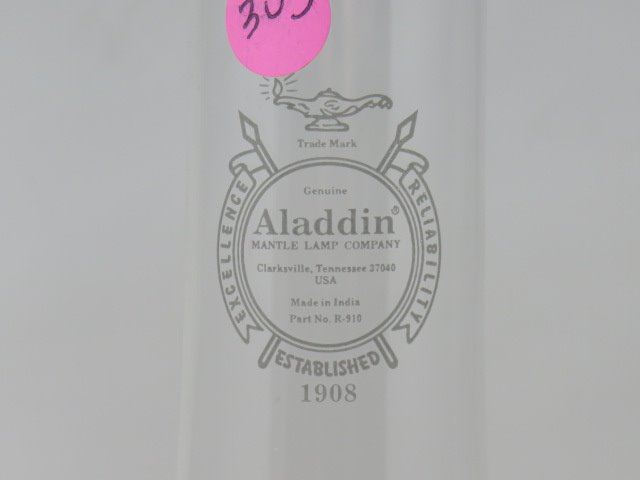 Trade Mark
Genuine
Aladdin®
MANTLE LAMP COMPANY
Clarksville, Tennessee 37040
USA
Made in India
Part No. R-910
EXCELLENCE
RELIABILITY
ESTABLISHED
1908